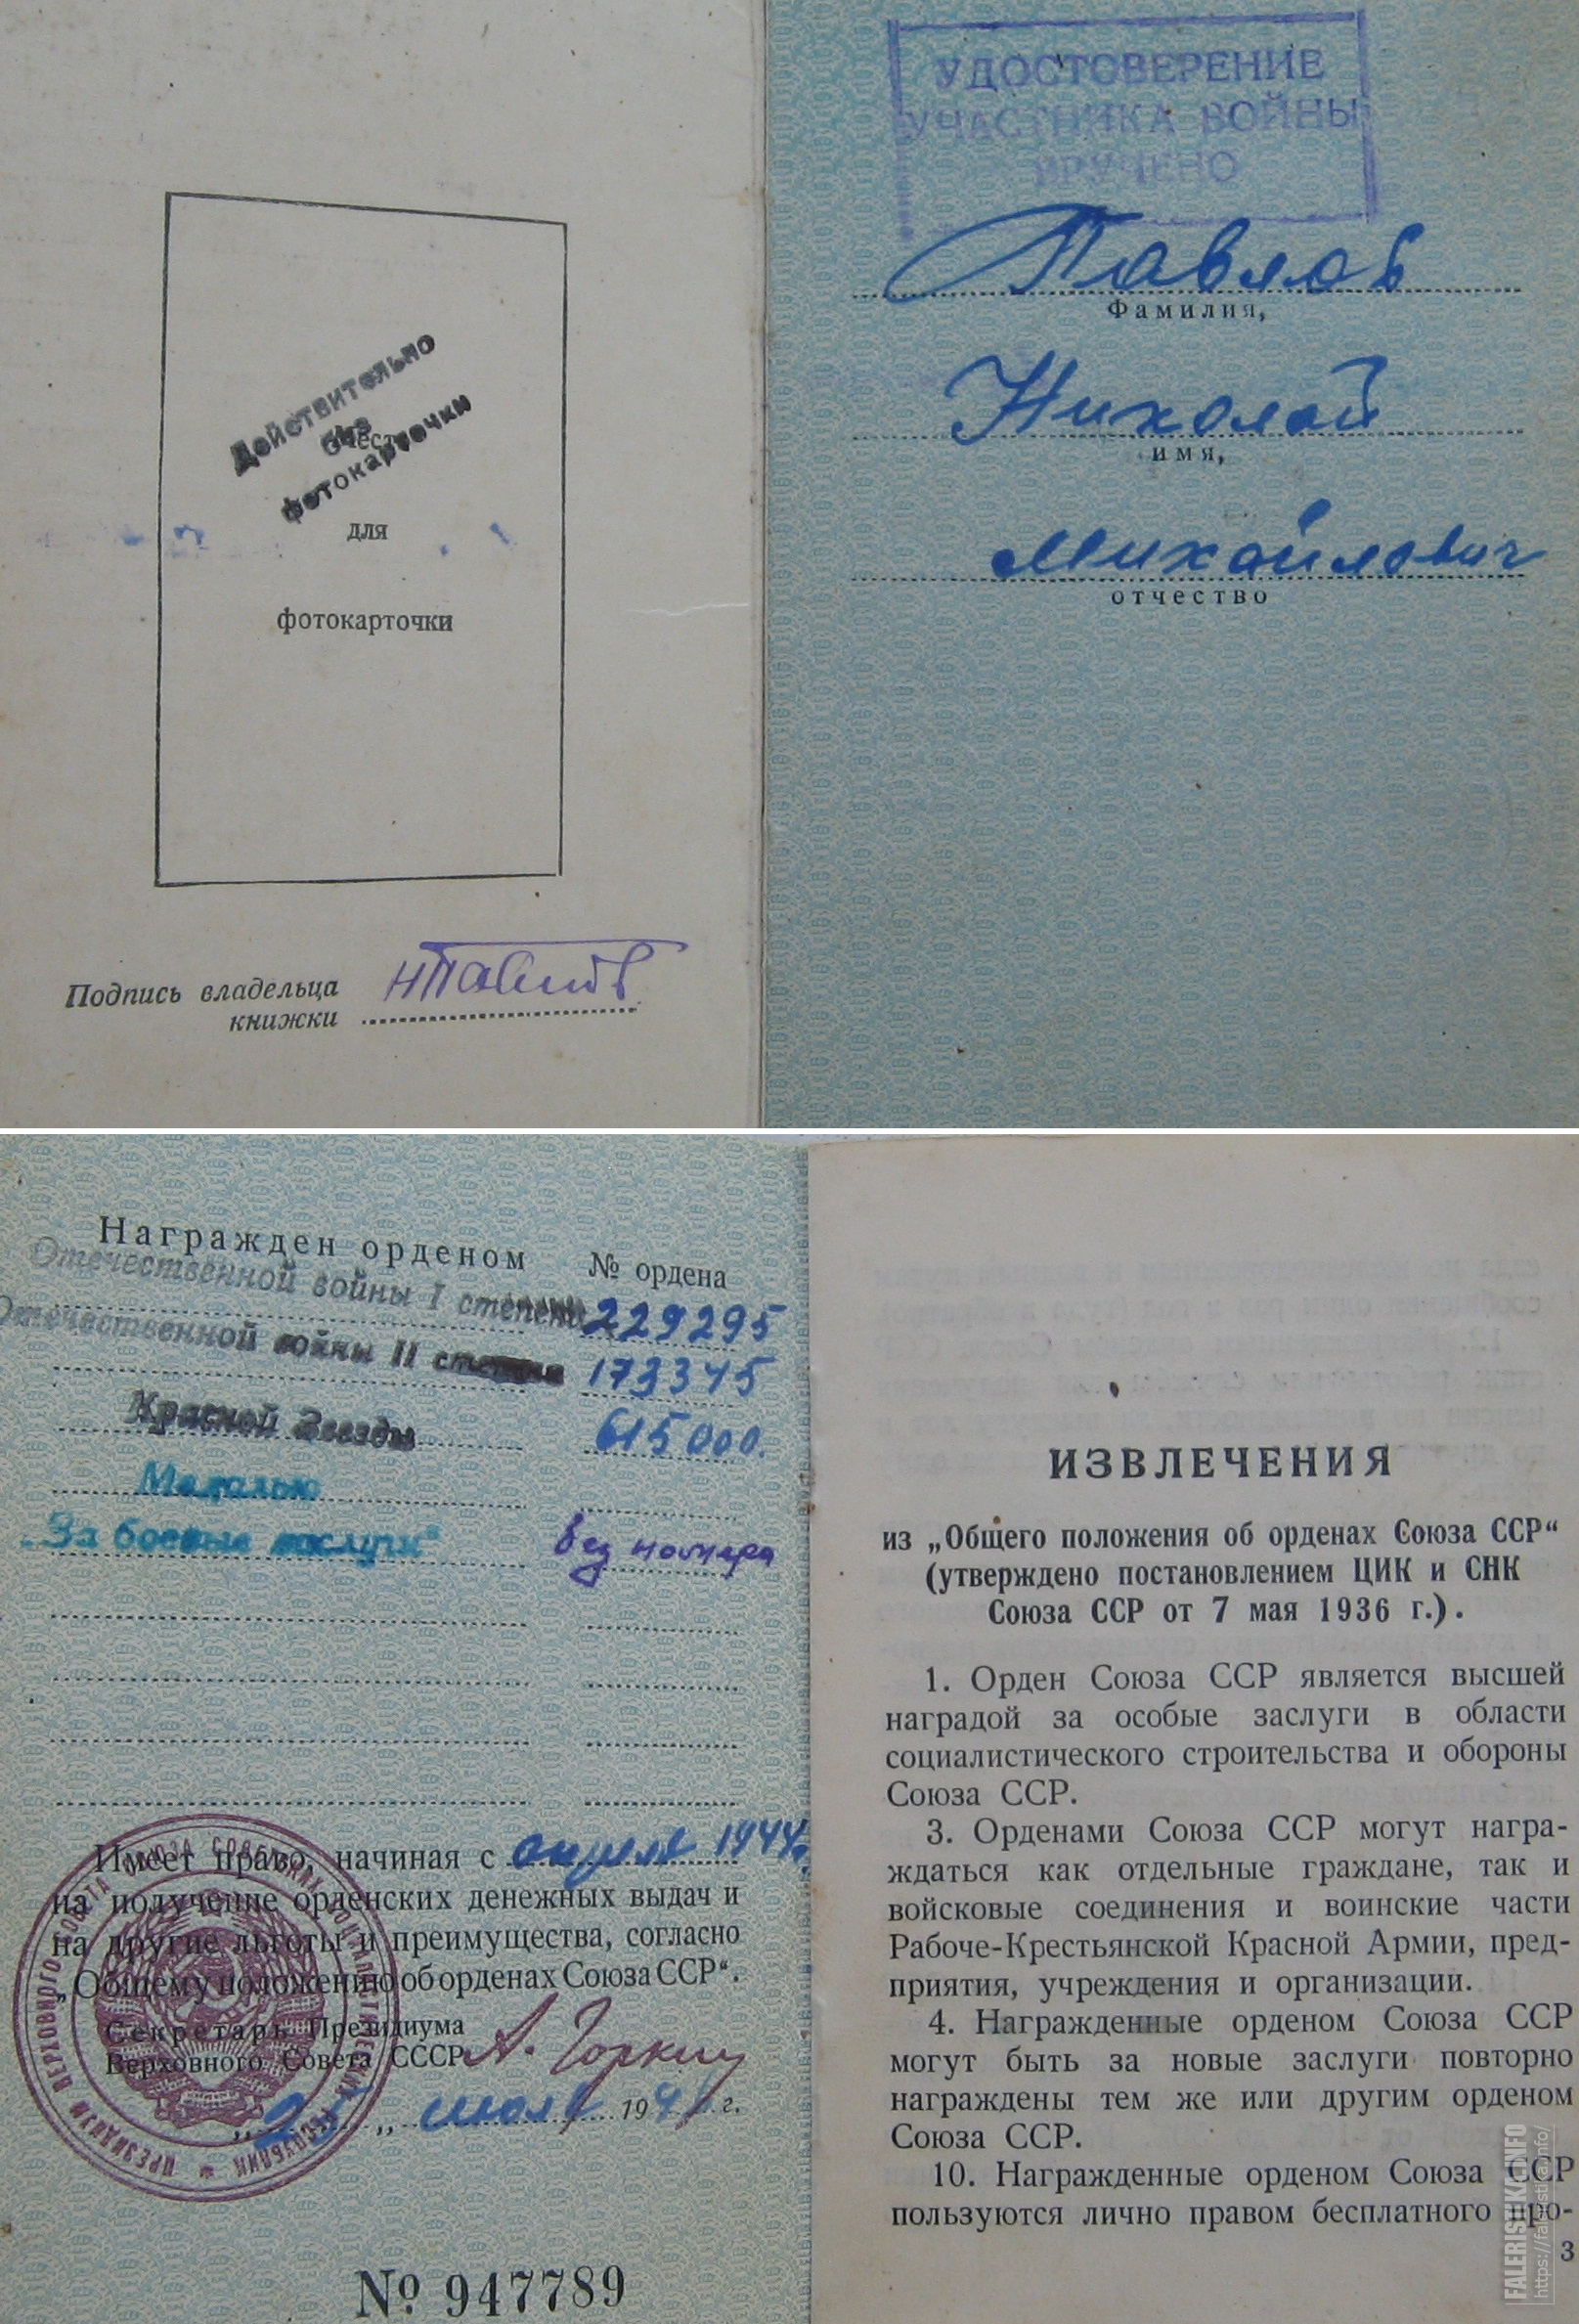 Действительно
без
фотокарточки
для
фотокарточки
Подпись владельца
книжки
НПавлов
УДОСТОВЕРЕНИЕ
УЧАСТНИКА ВОЙНЫ
ВРУЧЕНО
Павлов
Фамилия,
Николай
имя,
Михайлович
отчество
Награжден орденом № ордена
Отечественной войны I степени 229295
Отечественной войны II степени 173345
Красной Звезды 615000.
Медалью
"За боевые заслуги" без номера
Имеет право, начиная с апреля 1944 г.
на получение орденских денежных выдач и
на другие льготы и преимущества, согласно
„Общему положению об орденах Союза ССР“.
Секретарь Президиума
Верховного Совета СССР А. Горкин
„25„ июля 194 г.
№ 947789
ИЗВЛЕЧЕНИЯ
из „Общего положения об орденах Союза ССР“
(утверждено постановлением ЦИК и СНК
Союза ССР от 7 мая 1936 г.).
1. Орден Союза ССР является высшей
наградой за особые заслуги в области
социалистического строительства и обороны
Союза ССР.
3. Орденами Союза ССР могут награ-
ждаться как отдельные граждане, так и
войсковые соединения и воинские части
Рабоче-Крестьянской Красной Армии, пред-
приятия, учреждения и организации.
4. Награжденные орденом Союза ССР
могут быть за новые заслуги повторно
награждены тем же или другим орденом
Союза ССР.
10. Награжденные орденом Союза ССР
пользуются лично правом бесплатного про-
3
FALERISTIKA.INFO
https://faleristika.info/